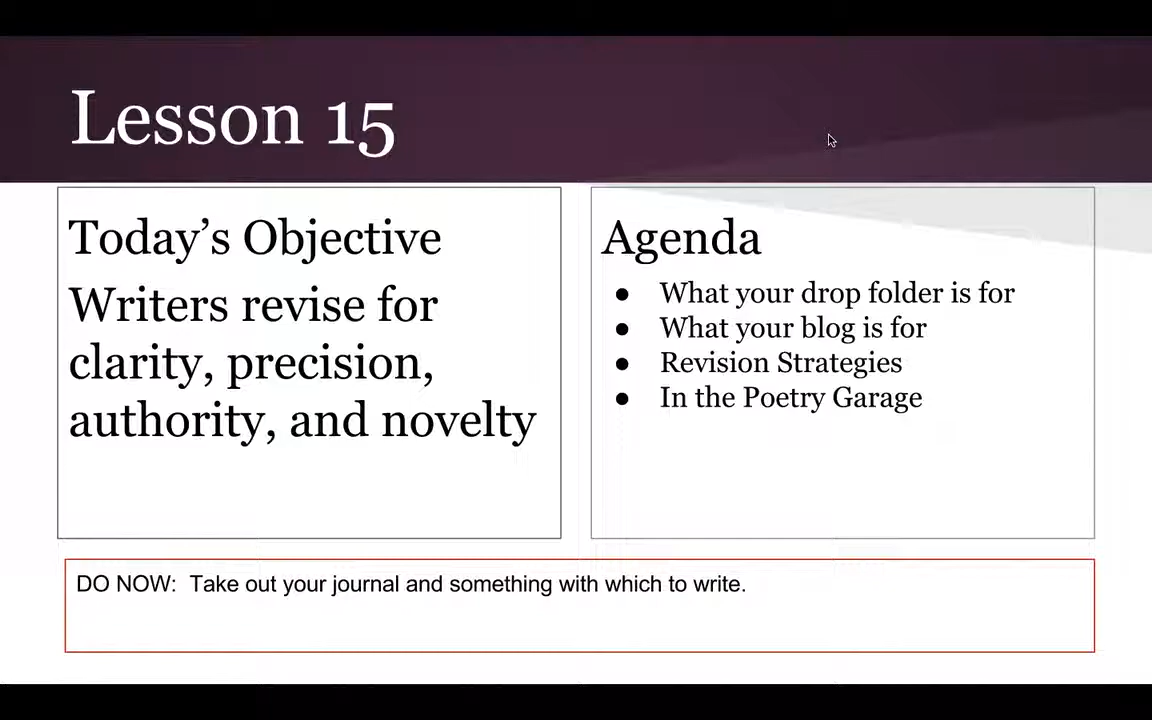 Lesson 15
Today’s Objective
Writers revise for
clarity, precision,
authority, and novelty
Agenda
● What your drop folder is for
● What your blog is for
● Revision Strategies
● In the Poetry Garage
DO NOW:  Take out your journal and something with which to write.